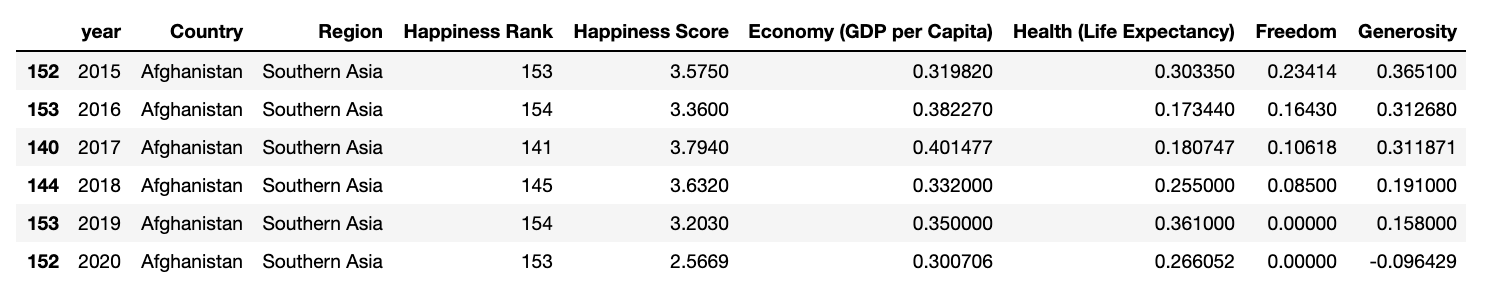 year Country Region Happiness Rank Happiness Score Economy (GDP per Capita) Health (Life Expectancy) Freedom Generosity
152 2015 Afghanistan Southern Asia 153 3.5750 0.319820 0.303350 0.23414 0.365100
153 2016 Afghanistan Southern Asia 154 3.3600 0.382270 0.173440 0.16430 0.312680
140 2017 Afghanistan Southern Asia 141 3.7940 0.401477 0.180747 0.10618 0.311871
144 2018 Afghanistan Southern Asia 145 3.6320 0.332000 0.255000 0.08500 0.191000
153 2019 Afghanistan Southern Asia 154 3.2030 0.350000 0.361000 0.00000 0.158000
152 2020 Afghanistan Southern Asia 153 2.5669 0.300706 0.266052 0.00000 -0.096429